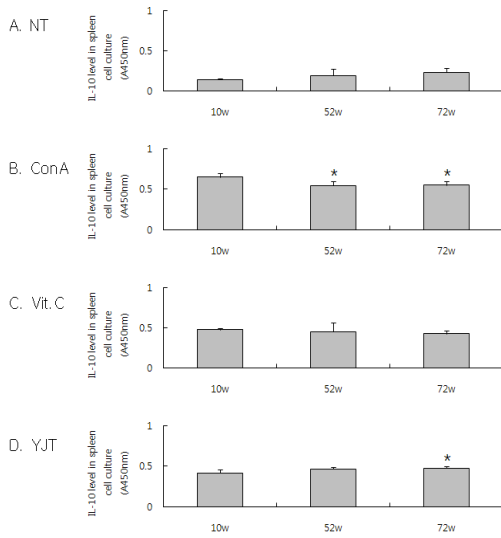 A. NT
IL-10 level in spleen
cell culture
(A450nm)
1
0.5
0
10w 52w 72w
B. ConA
IL-10 level in spleen
cell culture
(A450nm)
1
0.5
0
* *
10w 52w 72w
C. Vit.C
IL-10 level in spleen
cell culture
(A450nm)
1
0.5
0
10w 52w 72w
D. YJT
IL-10 level in spleen
cell culture
(A450nm)
1
0.5
0
*
10w 52w 72w